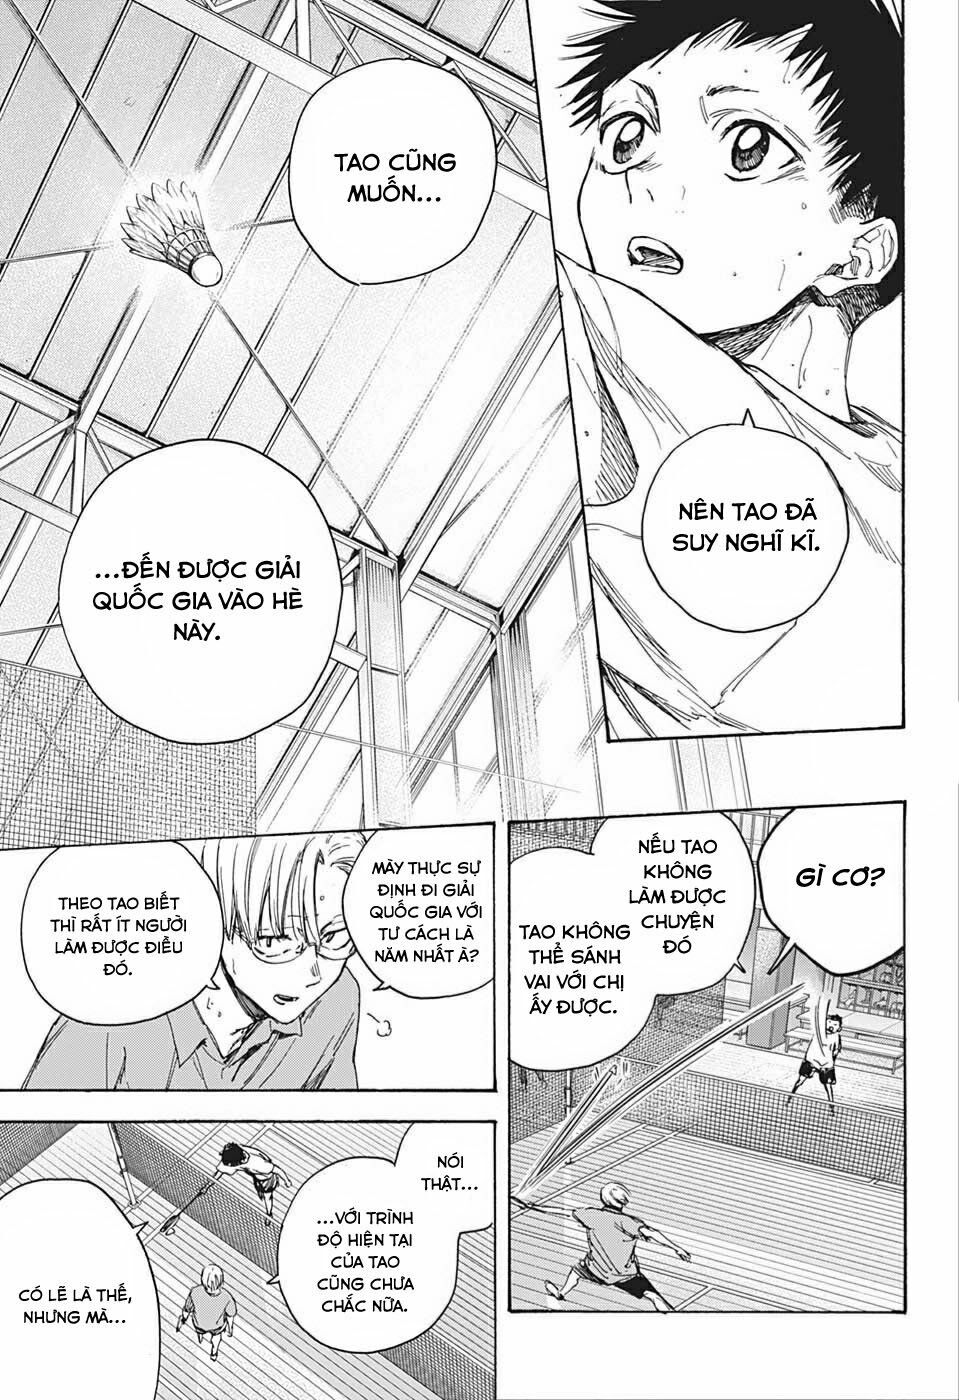 NÊN TAO ĐÃ
SUY NGHĨ KĨ.
TAO CŨNG
MUỐN...
...ĐẾN ĐƯỢC GIẢI
QUỐC GIA VÀO HÈ
NÀY.
GÌ CƠ?
NẾU TAO
KHÔNG
LÀM ĐƯỢC
CHUYỆN
ĐÓ
TAO KHÔNG
THỂ SÁNH
VAI VỚI CHỊ
ẤY ĐƯỢC.
MÀY THỰC SỰ
ĐỊNH ĐI GIẢI
QUỐC GIA VỚI
TƯ CÁCH LÀ
NĂM NHẤT À?
THEO TAO BIẾT
THÌ RẤT ÍT NGƯỜI
LÀM ĐƯỢC ĐIỀU
ĐÓ.
NÓI
THẬT...
...VỚI TRÌNH
ĐỘ HIỆN TẠI
CỦA TAO
CŨNG CHƯA
CHẮC NỮA.
CÓ LẼ LÀ THẾ,
NHƯNG MÀ...